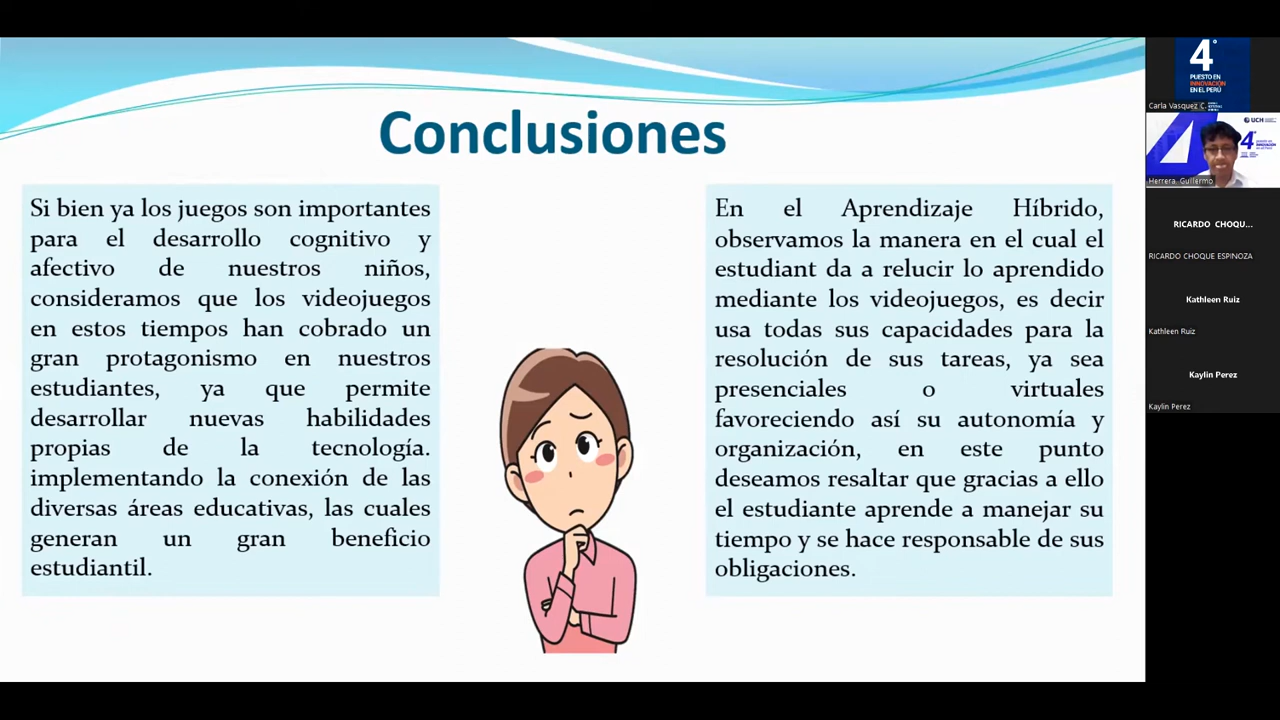 Conclusiones
Si bien ya los juegos son importantes
para el desarrollo cognitivo y
afectivo de nuestros niños,
consideramos que los videojuegos
en estos tiempos han cobrado un
gran protagonismo en nuestros
estudiantes, ya que permite
desarrollar nuevas habilidades
propias de la tecnología.
implementando la conexión de las
diversas áreas educativas, las cuales
generan un gran beneficio
estudiantil.
En el Aprendizaje Híbrido,
observamos la manera en el cual el
estudiant da a relucir lo aprendido
mediante los videojuegos, es decir
usa todas sus capacidades para la
resolución de sus tareas, ya sea
presenciales o virtuales
favoreciendo así su autonomía y
organización, en este punto
deseamos resaltar que gracias a ello
el estudiante aprende a manejar su
tiempo y se hace responsable de sus
obligaciones.
4°
PUESTO EN
INNOVACIÓN
EN EL PERÚ
Carla Vasquez C.
UCH
4°
Herrera, Guillermo
RICARDO CHOQU...
RICARDO CHOQUE ESPINOZA
Kathleen Ruiz
Kathleen Ruiz
Kaylin Perez
Kaylin Perez